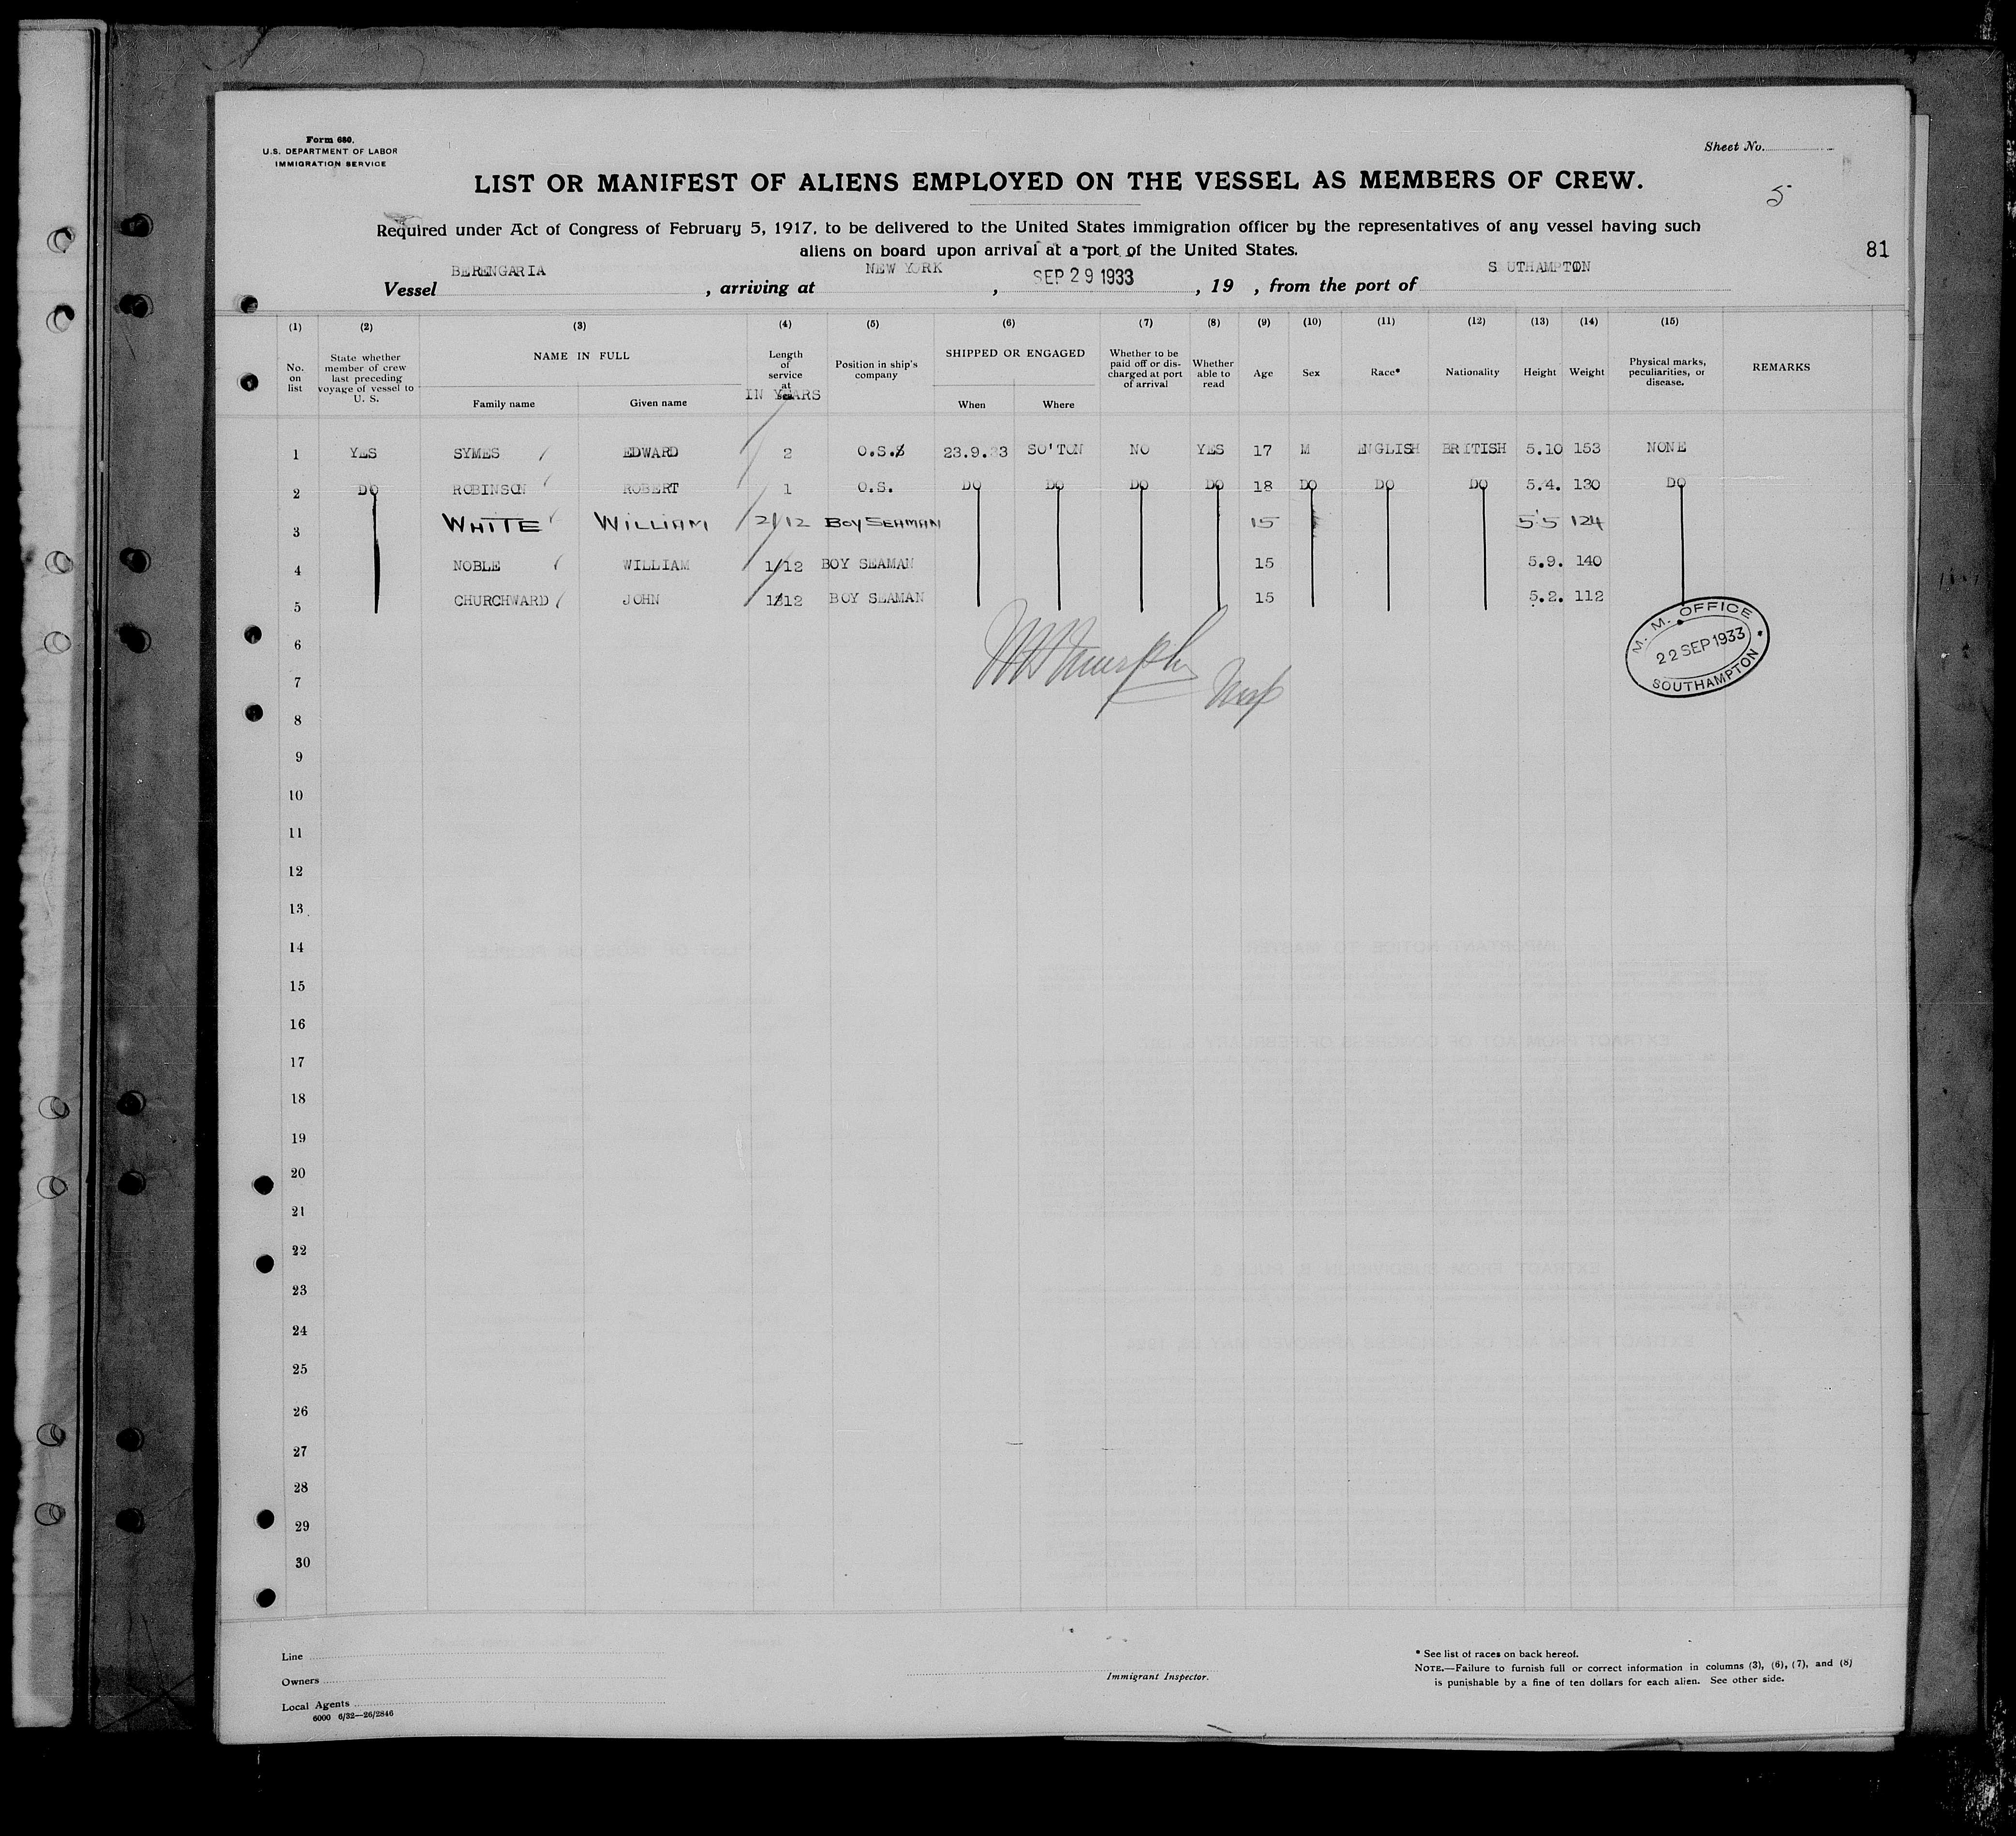 Form 680.
U.S. DEPARTMENT OF LABOR
IMMIGRATION SERVICE
Sheet No.
LIST OR MANIFEST OF ALIENS EMPLOYED ON THE VESSEL AS MEMBERS OF CREW.
5
Required under Act of Congress of February 5, 1917, to be delivered to the United States immigration officer by the representatives of any vessel having such
aliens on board upon arrival at a port of the United States.
81
Vessel BERENGARIA, arriving at NEW YORK, SEP 29 1933, 19 , from the port of S UTHAMPTON
(1) (2) (3) (4) (5) (6) (7) (8) (9) (10) (11) (12) (13) (14) (15)
No. on list
State whether member of crew last preceding voyage of vessel to U. S.
NAME IN FULL
Family name
Given name
Length of service at
IN YEARS
Position in ship's company
SHIPPED OR ENGAGED
When
Where
Whether to be paid off or discharged at port of arrival
Whether able to read
Age
Sex
Race*
Nationality
Height
Weight
Physical marks, peculiarities, or disease.
REMARKS
1 YES SYMES EDWARD 2 O.S. 23.9.33 SO'TON NO YES 17 M ENGLISH BRITISH 5.10 153 NONE
2 DO ROBINSON ROBERT 1 O.S. DO DO DO DO 18 DO DO DO 5.4. 130 DO
3 WHITE WILLIAM 2/12 BOY SEAMAN 15 5'5 124
4 NOBLE WILLIAM 1/12 BOY SEAMAN 15 5.9. 140
5 CHURCHWARD JOHN 1/12 BOY SEAMAN 15 5.2. 112
M. M. OFFICE
22 SEP 1933
SOUTHAMPTON
6
7
8
9
10
11
12
13
14
15
16
17
18
19
20
21
22
23
24
25
26
27
28
29
30
Line
Owners
Local Agents
6000 6/32—26/2846
Immigrant Inspector.
* See list of races on back hereof.
NOTE.—Failure to furnish full or correct information in columns (3), (6), (7), and (8)
is punishable by a fine of ten dollars for each alien. See other side.